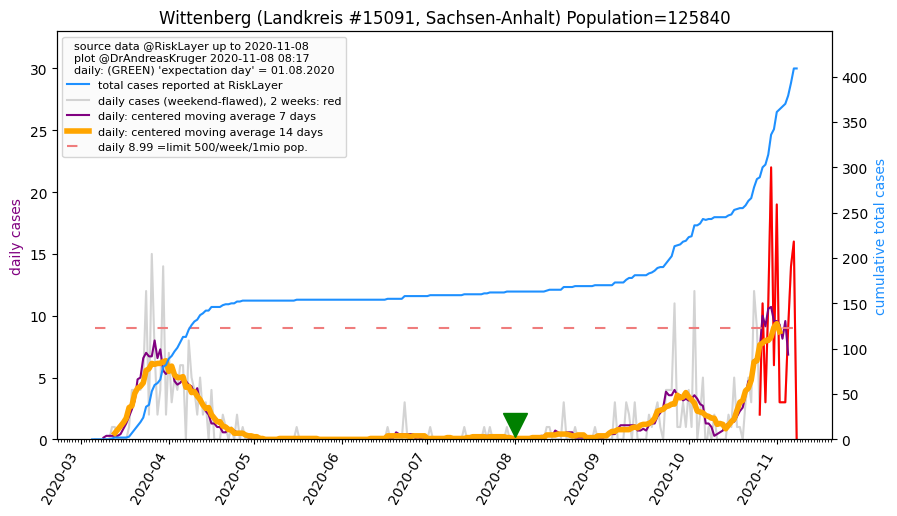 Wittenberg (Landkreis #15091, Sachsen-Anhalt) Population=125840
source data @RiskLayer up to 2020-11-08
plot @DrAndreasKruger 2020-11-08 08:17
daily: (GREEN) 'expectation day' = 01.08.2020
total cases reported at RiskLayer
daily cases (weekend-flawed), 2 weeks: red
daily: centered moving average 7 days
daily: centered moving average 14 days
daily 8.99 =limit 500/week/1mio pop.
daily cases
30
25
20
15
10
5
0
cumulative total cases
400
350
300
250
200
150
100
50
0
2020-03
2020-04
2020-05
2020-06
2020-07
2020-08
2020-09
2020-10
2020-11